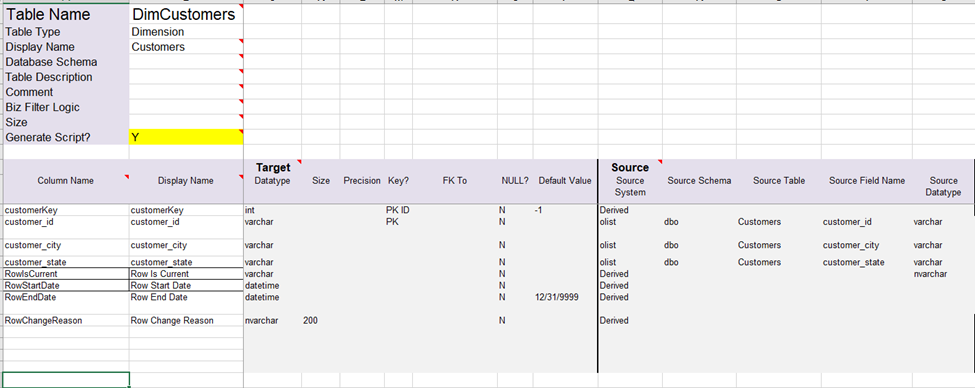 Table Name DimCustomers
Table Type Dimension
Display Name Customers
Database Schema
Table Description
Comment
Biz Filter Logic
Size
Generate Script? Y
Target Source
Column Name Display Name Datatype Size Precision Key? FK To NULL? Default Value Source System Source Schema Source Table Source Field Name Source Datatype
customerKey customerKey int PK ID N -1 Derived
customer_id customer_id varchar PK N olist dbo Customers customer_id varchar
customer_city customer_city varchar N olist dbo Customers customer_city varchar
customer_state customer_state varchar N olist dbo Customers customer_state varchar
RowIsCurrent Row Is Current varchar N Derived nvarchar
RowStartDate Row Start Date datetime N Derived
RowEndDate Row End Date datetime N 12/31/9999 Derived
RowChangeReason Row Change Reason nvarchar 200 N Derived